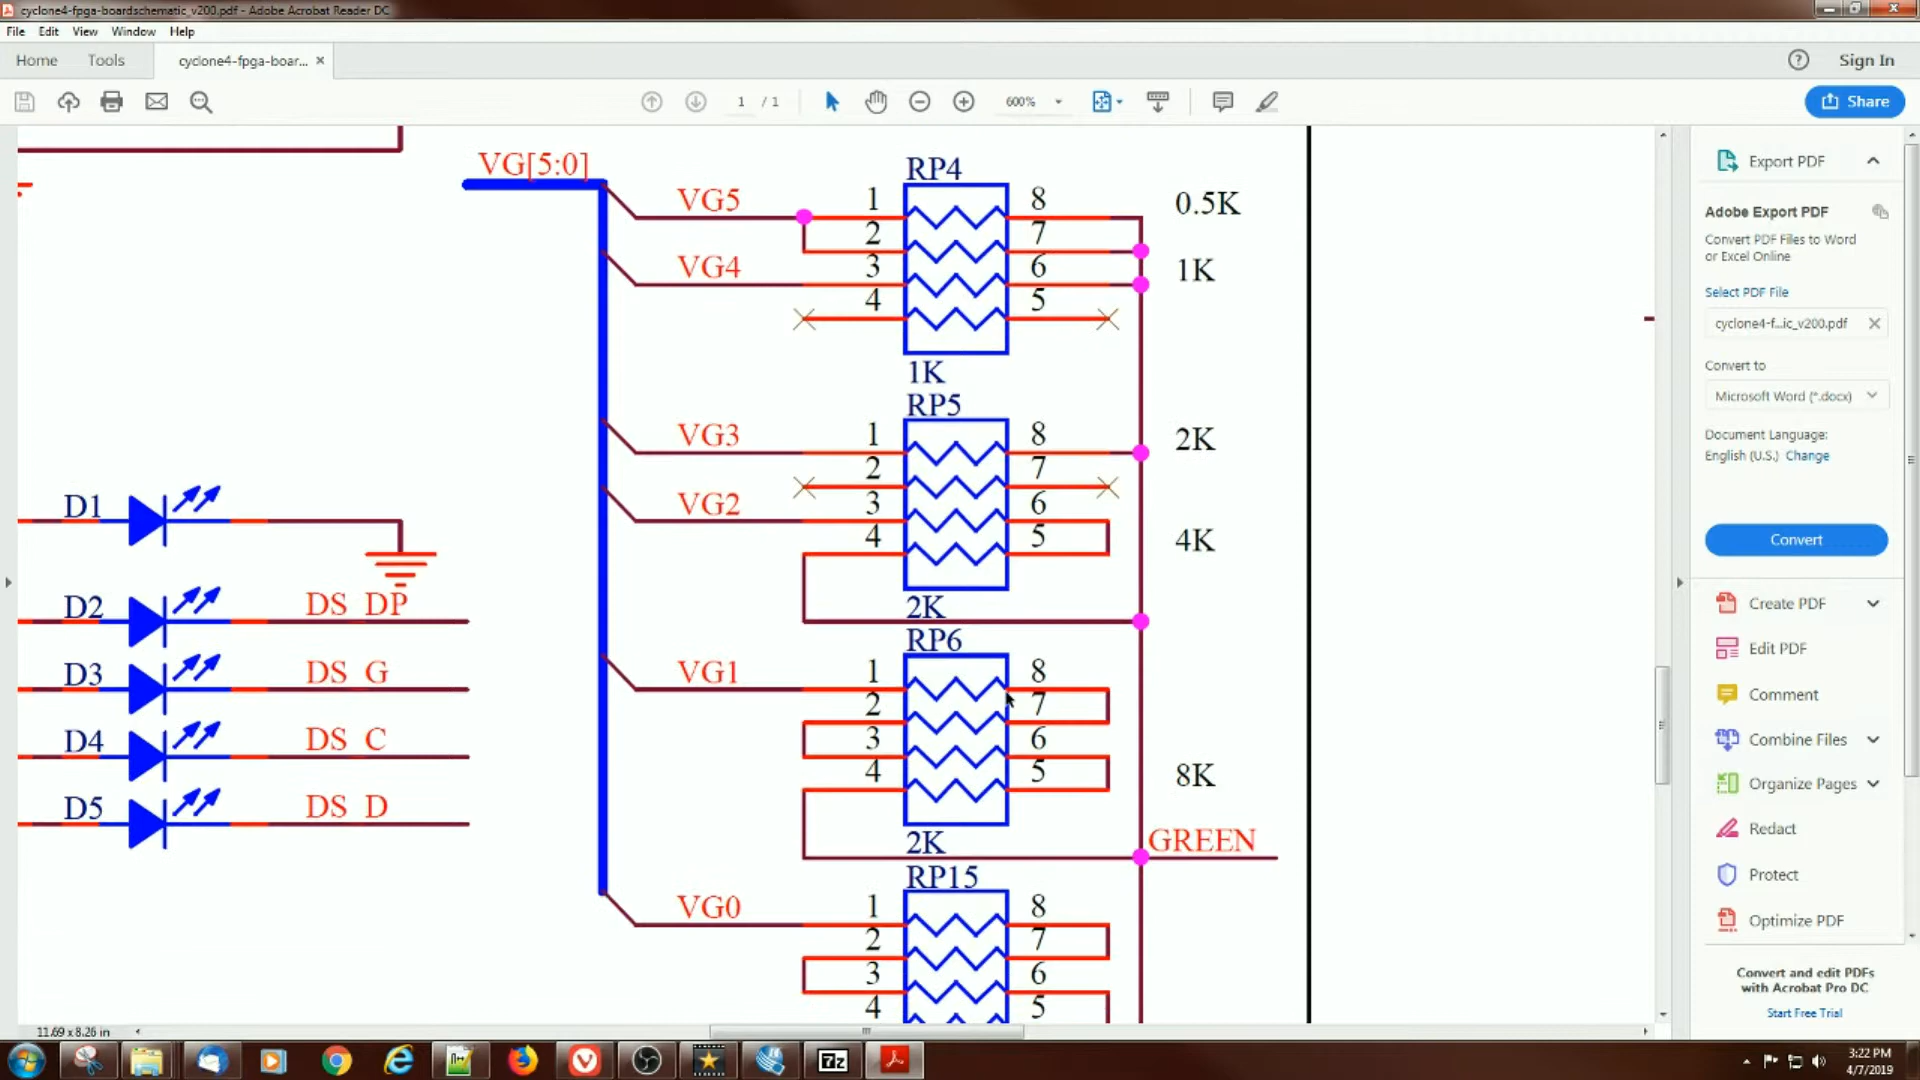 cyclone4-fpga-boardschematic_v200.pdf - Adobe Acrobat Reader DC
File Edit View Window Help
Home Tools cyclone4-fpga-boar... × Sign In
1 / 1 600% Share
VG[5:0]
RP4
VG5 1 8 0.5K
2 7
VG4 3 6 1K
4 5
1K
RP5
VG3 1 8 2K
2 7
VG2 3 6
4 5 4K
2K
RP6
VG1 1 8
2 7
3 6
4 5 8K
2K GREEN
RP15
VG0 1 8
2 7
3 6
4 5
D1
D2 DS_DP
D3 DS_G
D4 DS_C
D5 DS_D
11.69 x 8.26 in
Export PDF
Adobe Export PDF
Convert PDF Files to Word
or Excel Online
Select PDF File
cyclone4-f...ic_v200.pdf
Convert to
Microsoft Word (*.docx)
Document Language:
English (U.S.) Change
Convert
Create PDF
Edit PDF
Comment
Combine Files
Organize Pages
Redact
Protect
Optimize PDF
Convert and edit PDFs
with Acrobat Pro DC
Start Free Trial
7z
3:22 PM
4/7/2019